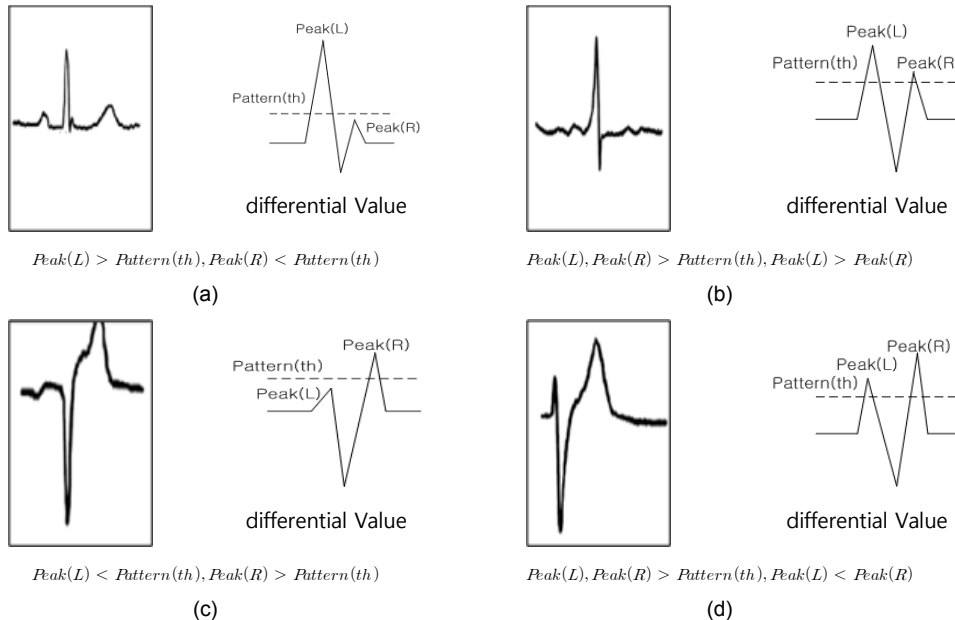 Peak(L)
Pattern(th)
Peak(R)
differential Value
Peak(L) > Pattern(th), Peak(R) < Pattern(th)
(a)
Peak(L)
Pattern(th)
Peak(R)
differential Value
Peak(L), Peak(R) > Pattern(th), Peak(L) > Peak(R)
(b)
Peak(R)
Pattern(th)
Peak(L)
differential Value
Peak(L) < Pattern(th), Peak(R) > Pattern(th)
(c)
Peak(R)
Peak(L)
Pattern(th)
differential Value
Peak(L), Peak(R) > Pattern(th), Peak(L) < Peak(R)
(d)